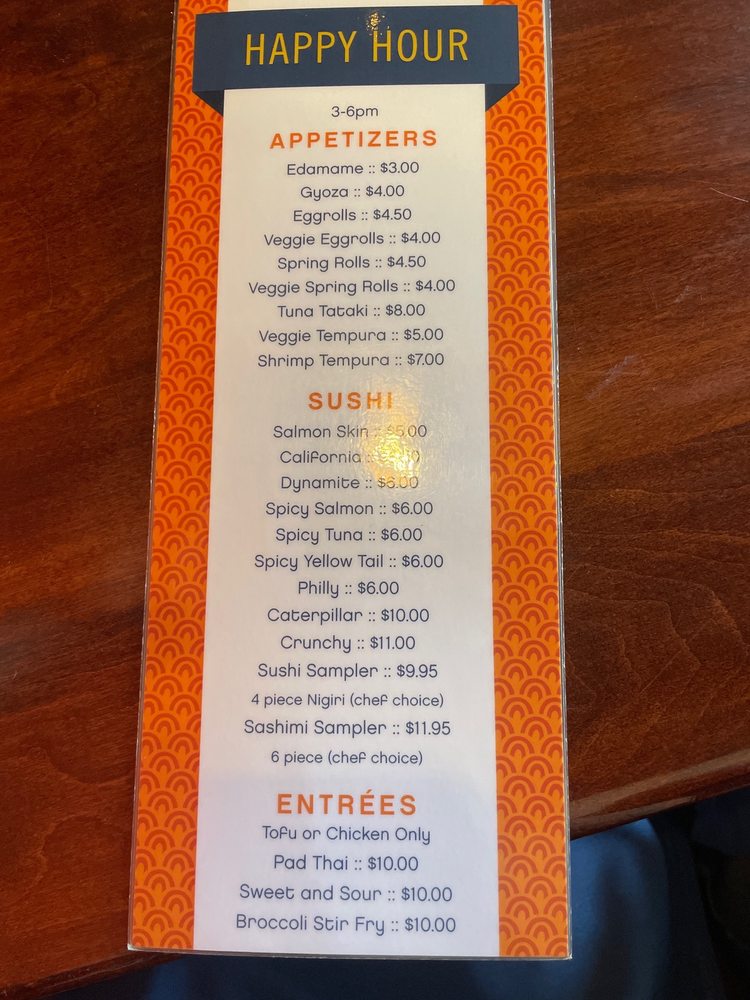 HAPPY HOUR
3-6pm
APPETIZERS
Edamame :: $3.00
Gyoza :: $4.00
Eggrolls :: $4.50
Veggie Eggrolls :: $4.00
Spring Rolls :: $4.50
Veggie Spring Rolls :: $4.00
Tuna Tataki :: $8.00
Veggie Tempura :: $5.00
Shrimp Tempura :: $7.00
SUSHI
Salmon Skin :: $5.00
California ::
Dynamite :: $6.00
Spicy Salmon :: $6.00
Spicy Tuna :: $6.00
Spicy Yellow Tail :: $6.00
Philly :: $6.00
Caterpillar :: $10.00
Crunchy :: $11.00
Sushi Sampler :: $9.95
4 piece Nigiri (chef choice)
Sashimi Sampler :: $11.95
6 piece (chef choice)
ENTRÉES
Tofu or Chicken Only
Pad Thai :: $10.00
Sweet and Sour :: $10.00
Broccoli Stir Fry :: $10.00